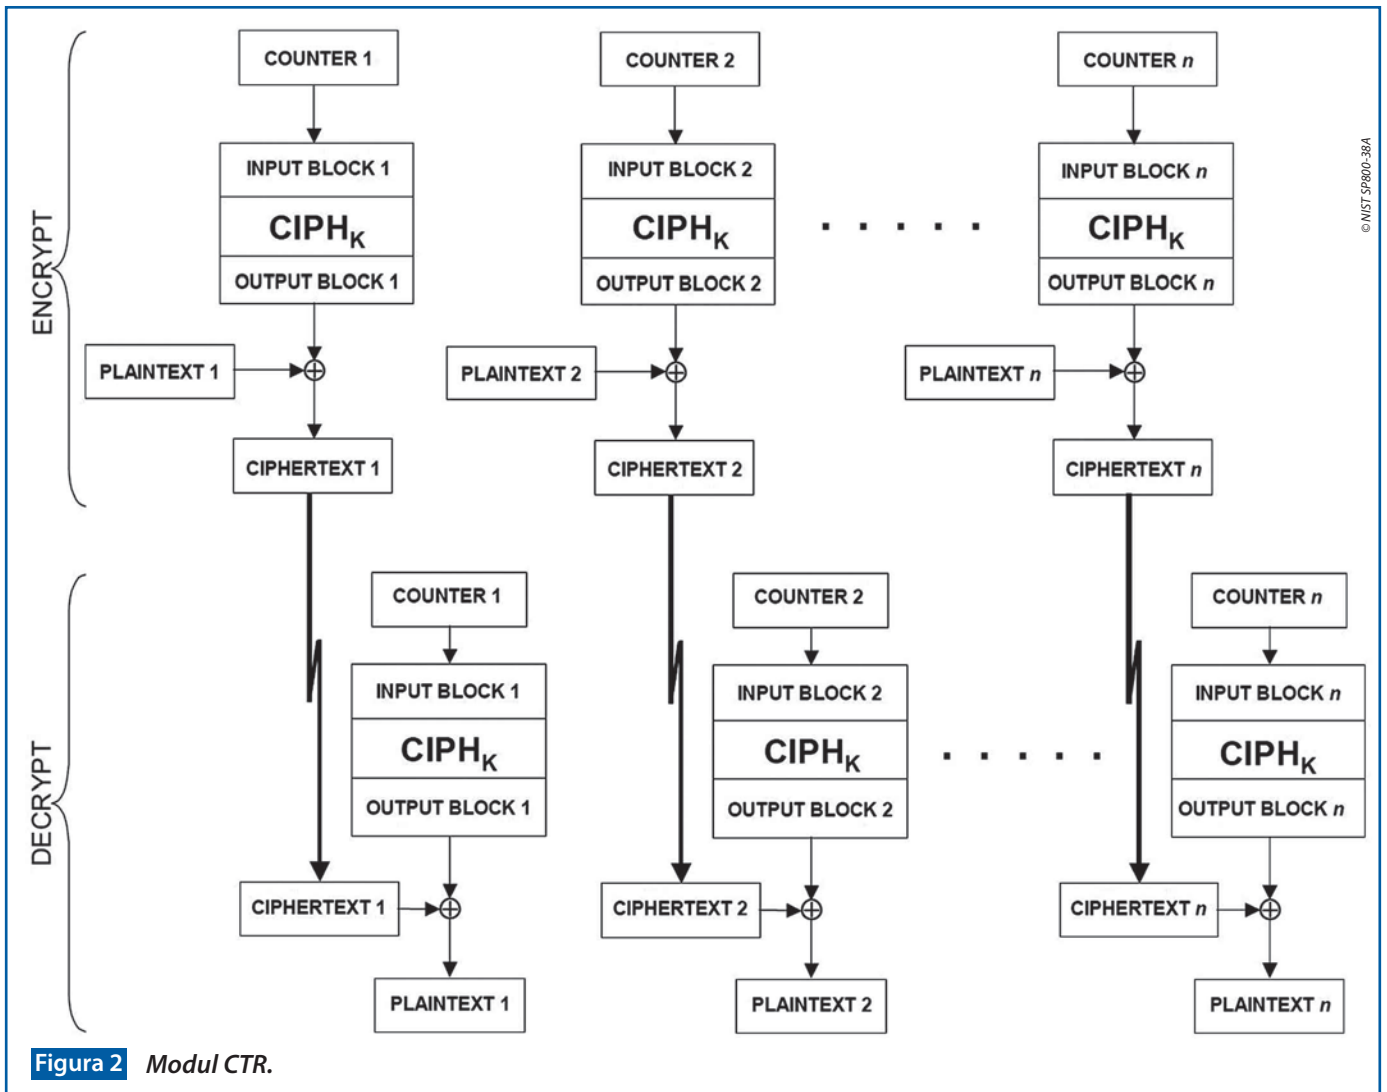 COUNTER 1
COUNTER 2
COUNTER n
INPUT BLOCK 1
INPUT BLOCK 2
INPUT BLOCK n
CIPHK
CIPHK
. . . . .
CIPHK
OUTPUT BLOCK 1
OUTPUT BLOCK 2
OUTPUT BLOCK n
ENCRYPT
© NIST SP800-38A
PLAINTEXT 1
PLAINTEXT 2
PLAINTEXT n
CIPHERTEXT 1
CIPHERTEXT 2
CIPHERTEXT n
COUNTER 1
COUNTER 2
COUNTER n
INPUT BLOCK 1
INPUT BLOCK 2
INPUT BLOCK n
CIPHK
CIPHK
. . . . .
CIPHK
OUTPUT BLOCK 1
OUTPUT BLOCK 2
OUTPUT BLOCK n
DECRYPT
CIPHERTEXT 1
CIPHERTEXT 2
CIPHERTEXT n
PLAINTEXT 1
PLAINTEXT 2
PLAINTEXT n
Figura 2 Modul CTR.